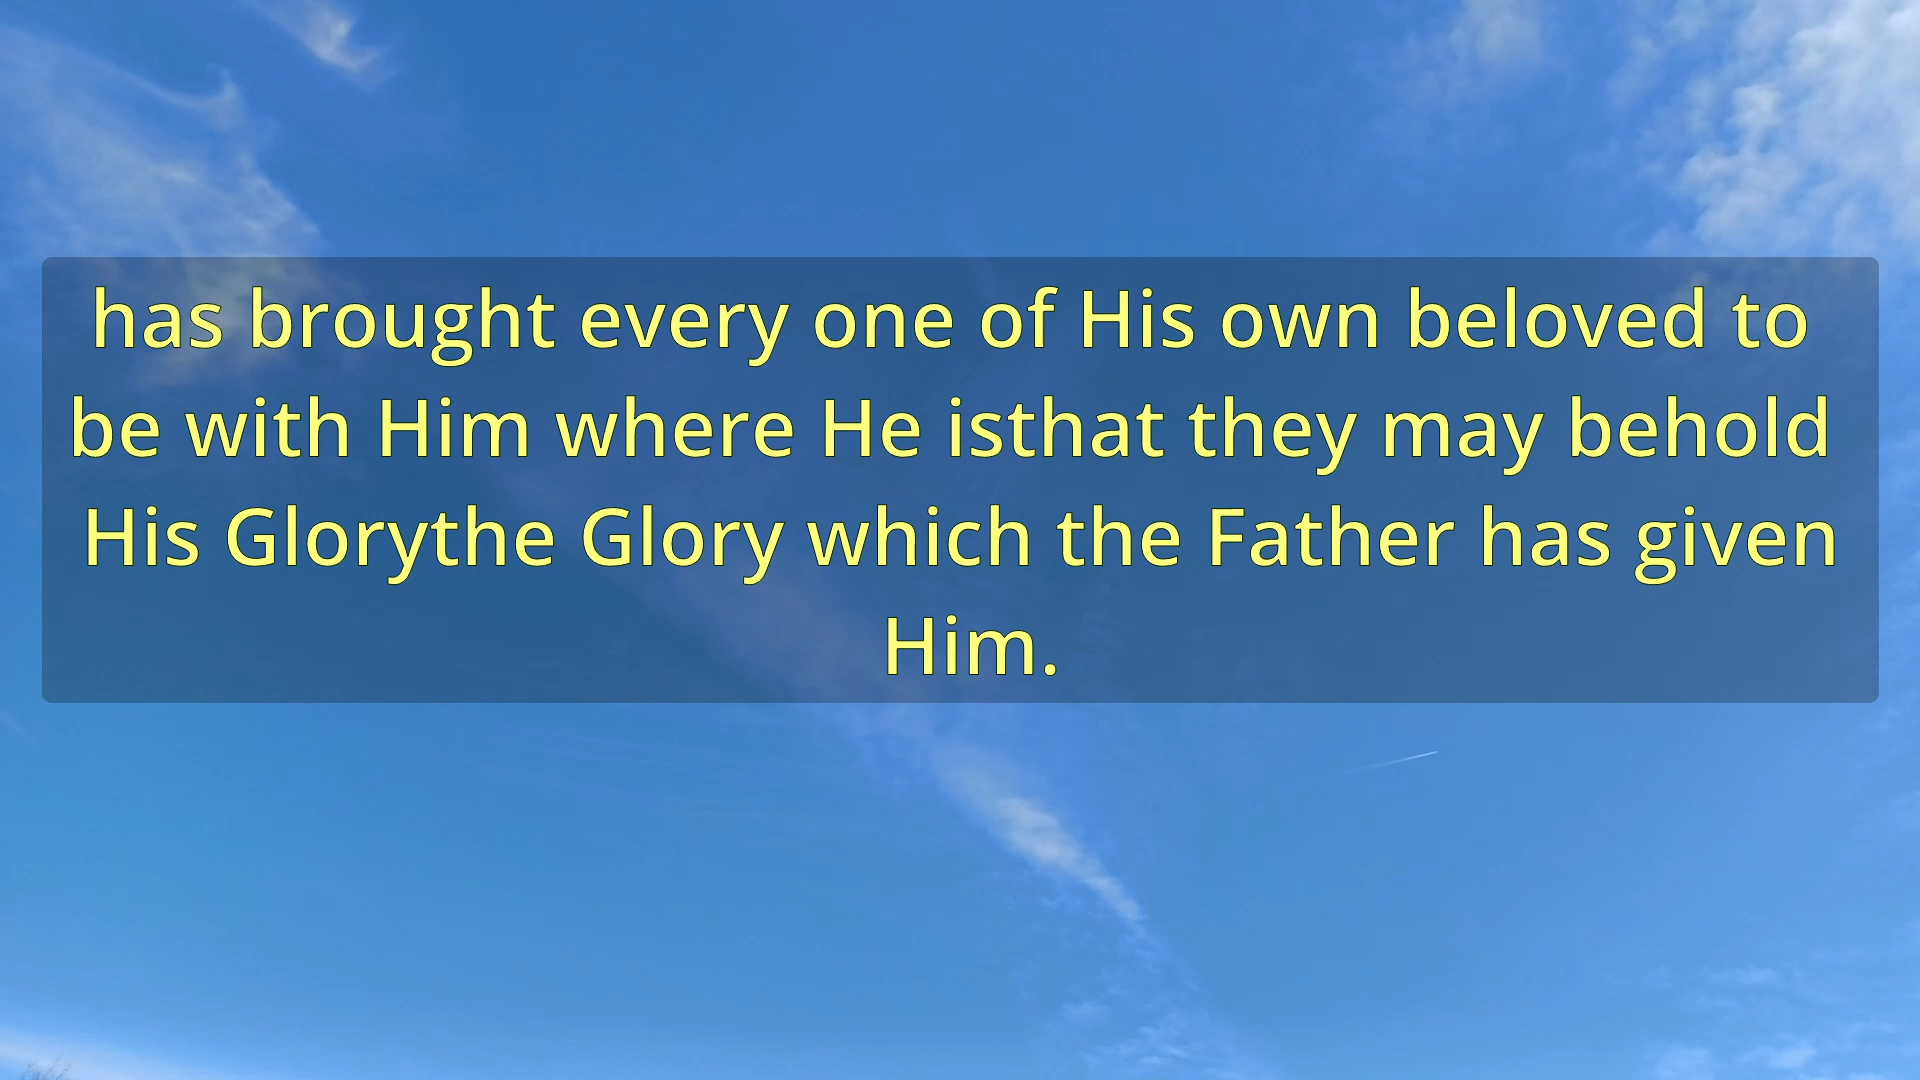 has brought every one of His own beloved to
be with Him where He isthat they may behold
His Glorythe Glory which the Father has given
Him.